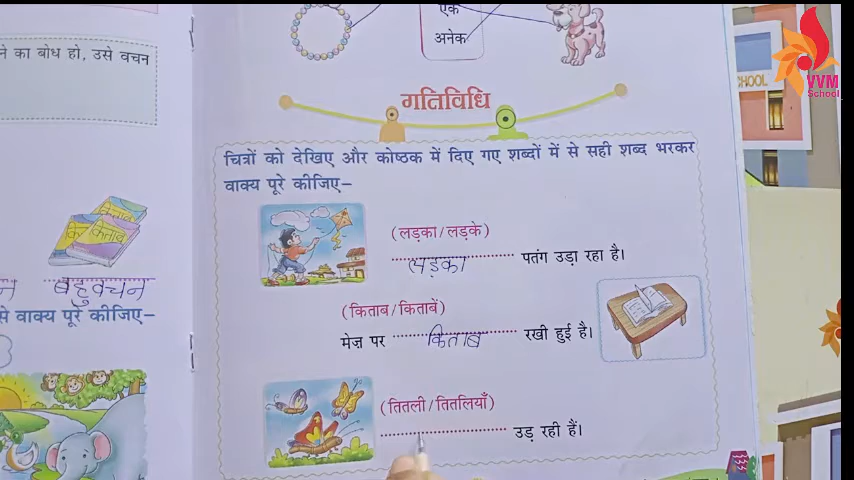 एक
अनेक
ने का बोध हो, उसे वचन
किताब
बहुवचन
से वाक्य पूरे कीजिए–
गतिविधि
चित्रों को देखिए और कोष्ठक में दिए गए शब्दों में से सही शब्द भरकर
वाक्य पूरे कीजिए–
(लड़का/लड़के)
लड़का पतंग उड़ा रहा है।
(किताब/किताबें)
मेज़ पर किताब रखी हुई है।
(तितली/तितलियाँ)
उड़ रही हैं।
SCHOOL
VVM
School